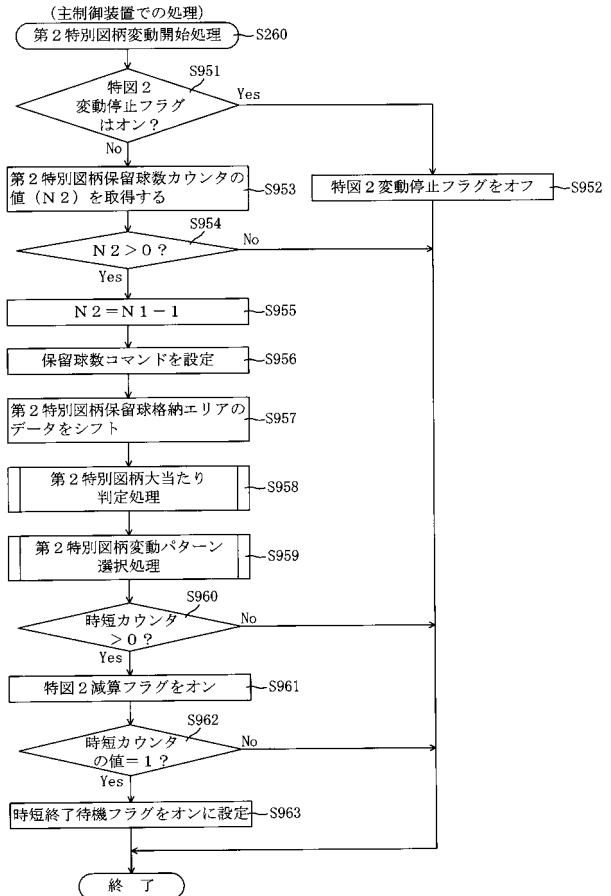 (主制御装置での処理)
第2特別図柄変動開始処理
S260
S951
特図2
変動停止フラグ
はオン?
Yes
No
第2特別図柄保留球数カウンタの
値(N2)を取得する
S953
特図2変動停止フラグをオフ
S952
S954
N2>0?
No
Yes
N2=N1-1
S955
保留球数コマンドを設定
S956
第2特別図柄保留球格納エリアの
データをシフト
S957
第2特別図柄大当たり
判定処理
S958
第2特別図柄変動パターン
選択処理
S959
S960
時短カウンタ
>0?
No
Yes
特図2減算フラグをオン
S961
S962
時短カウンタ
の値=1?
No
Yes
時短終了待機フラグをオンに設定
S963
終 了